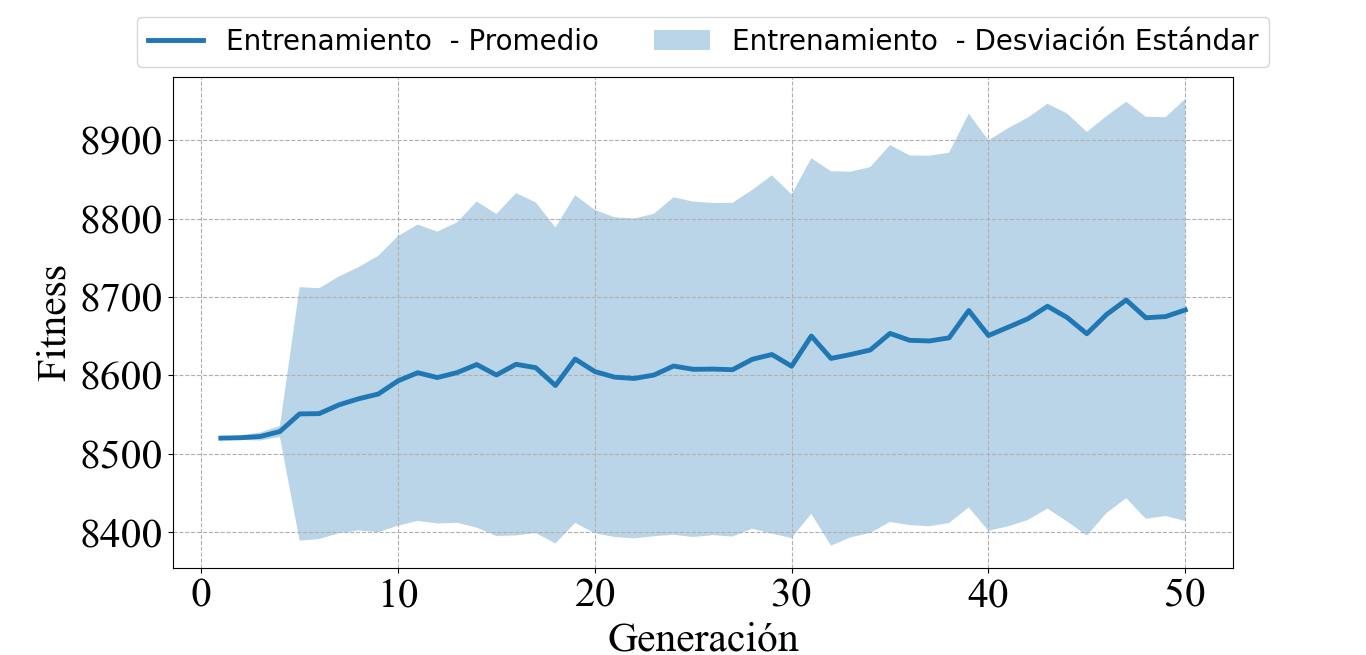 Entrenamiento  - Promedio
Entrenamiento  - Desviación Estándar
8900
8800
8700
8600
8500
8400
Fitness
0 10 20 30 40 50
Generación